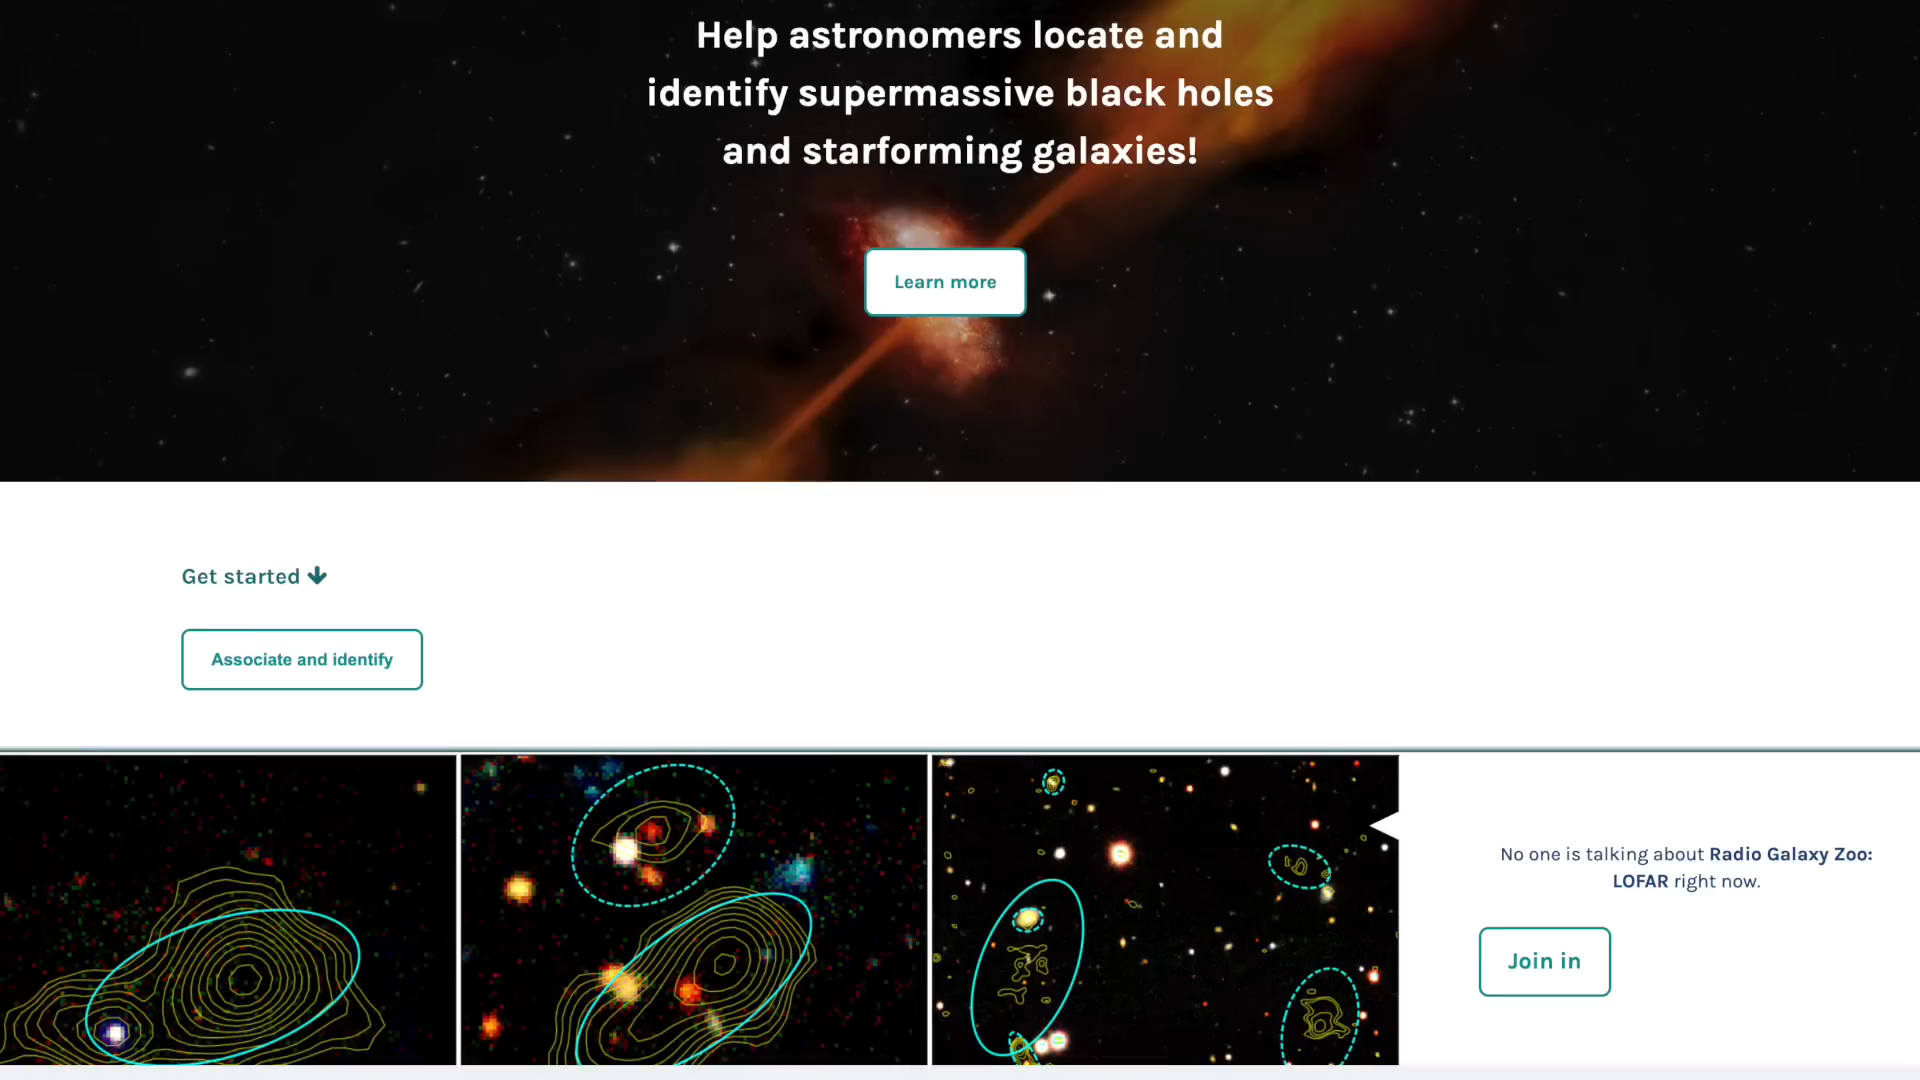 Help astronomers locate and
identify supermassive black holes
and starforming galaxies!
Learn more
Get started
Associate and identify
No one is talking about Radio Galaxy Zoo:
LOFAR right now.
Join in